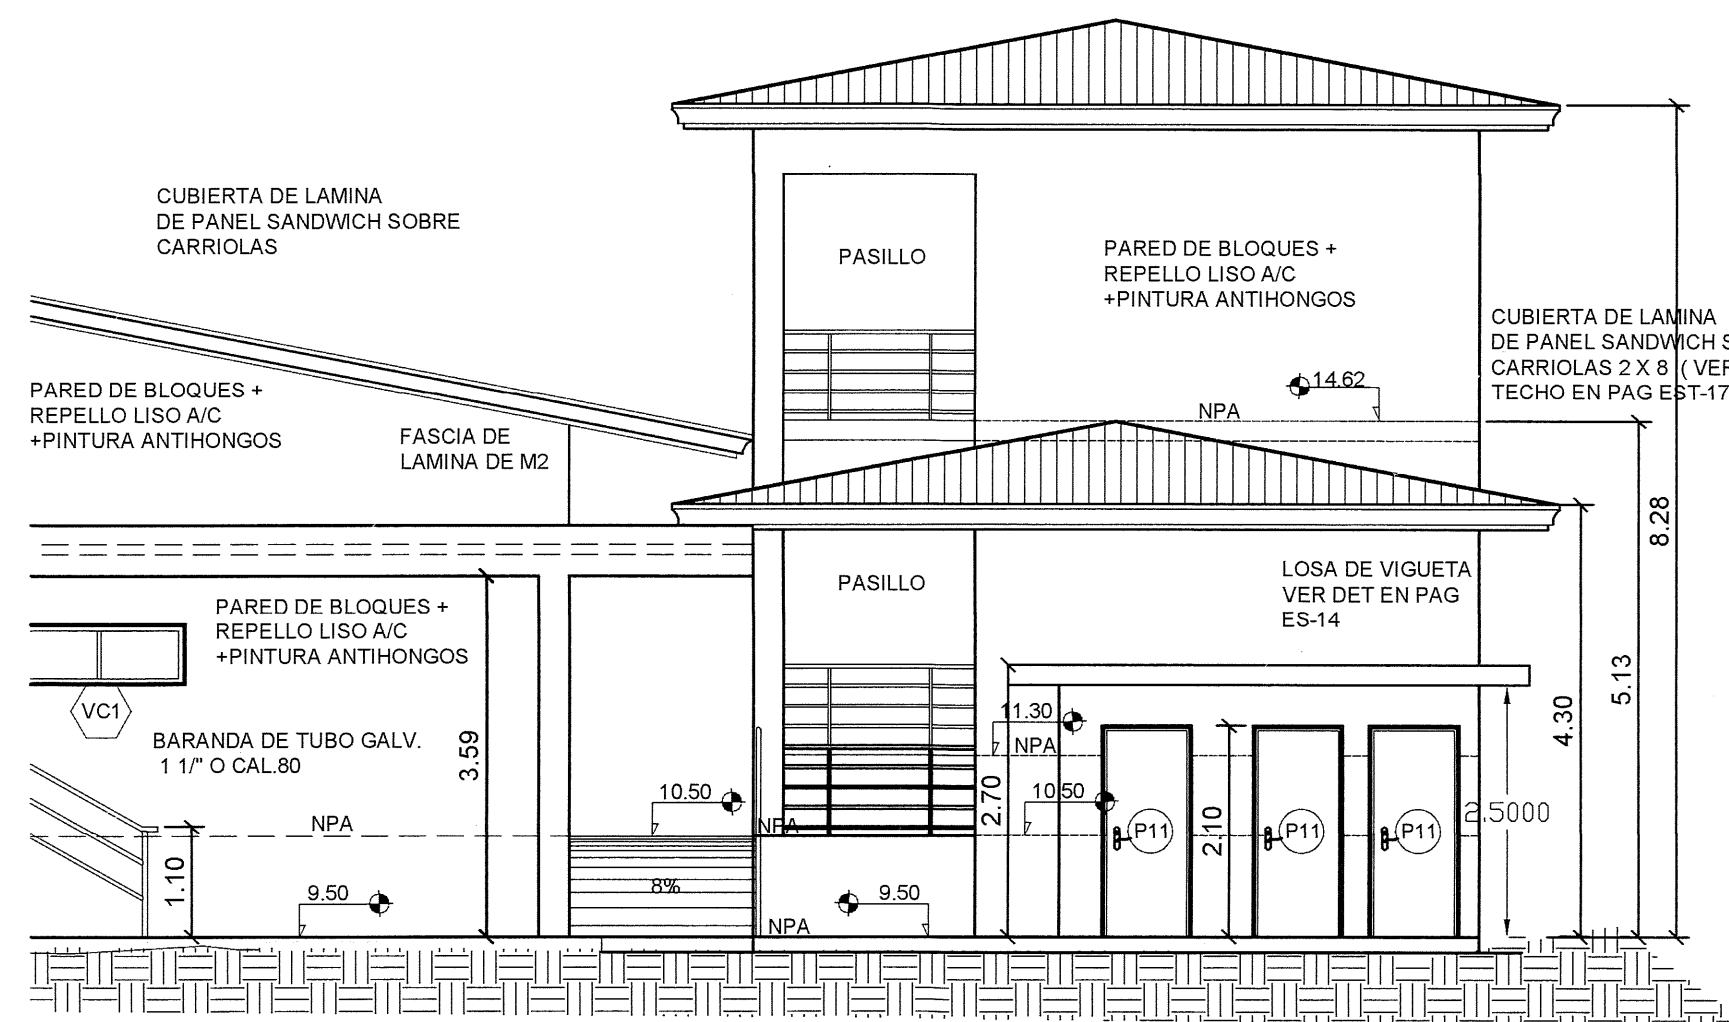 CUBIERTA DE LAMINA
DE PANEL SANDWICH SOBRE
CARRIOLAS
PASILLO
PARED DE BLOQUES +
REPELLO LISO A/C
+PINTURA ANTIHONGOS
CUBIERTA DE LAMINA
DE PANEL SANDWICH S
CARRIOLAS 2 X 8 ( VER
TECHO EN PAG EST-17
PARED DE BLOQUES +
REPELLO LISO A/C
+PINTURA ANTIHONGOS
FASCIA DE
LAMINA DE M2
14.62
NPA
8.28
PASILLO
LOSA DE VIGUETA
VER DET EN PAG
ES-14
PARED DE BLOQUES +
REPELLO LISO A/C
+PINTURA ANTIHONGOS
5.13
4.30
VC1
BARANDA DE TUBO GALV.
1 1/" O CAL.80
3.59
11.30
NPA
10.50
10.50
2.70
NPA
NPA
P11
P11
P11
2.10
2.5000
1.10
9.50
8%
9.50
NPA